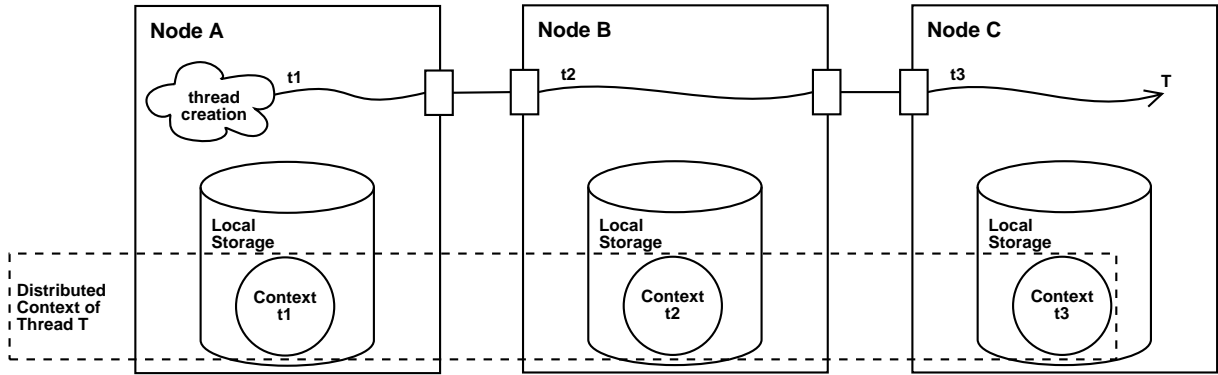 Node A
Node B
Node C
t1
t2
t3
T
thread
creation
Local
Storage
Local
Storage
Local
Storage
Distributed
Context of
Thread T
Context
t1
Context
t2
Context
t3